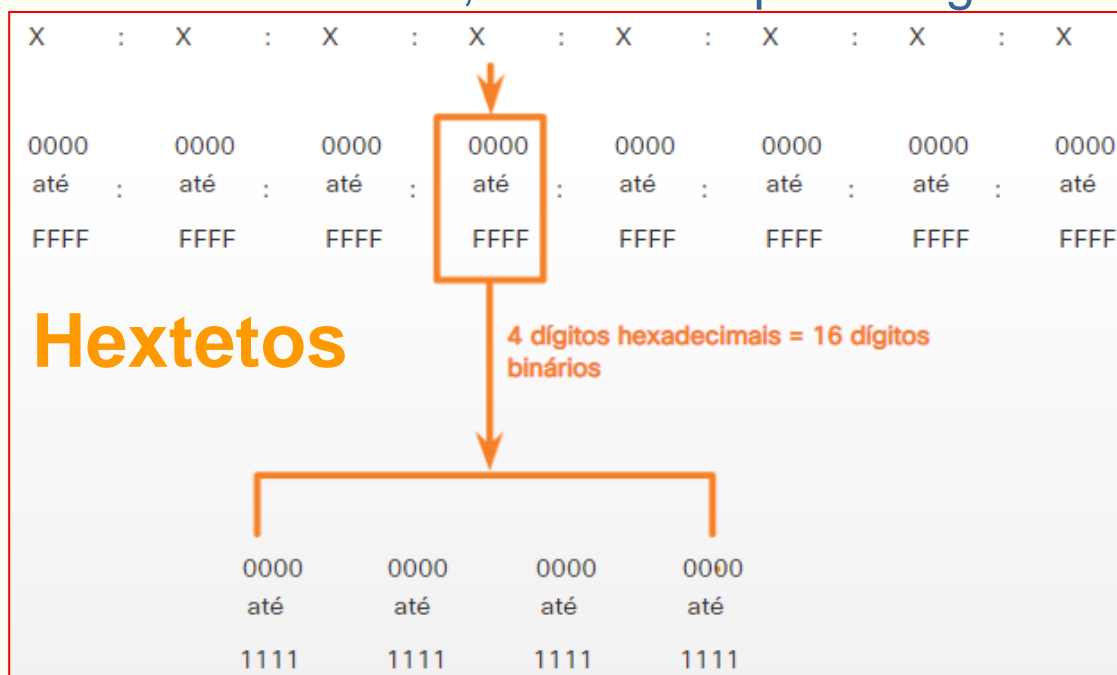 X : X : X : X : X : X : X : X
0000 0000 0000 0000 0000 0000 0000 0000
até : até : até : até : até : até : até : até
FFFF FFFF FFFF FFFF FFFF FFFF FFFF FFFF
Hextetos
4 dígitos hexadecimais = 16 dígitos
binários
0000 0000 0000 0000
até até até até
1111 1111 1111 1111